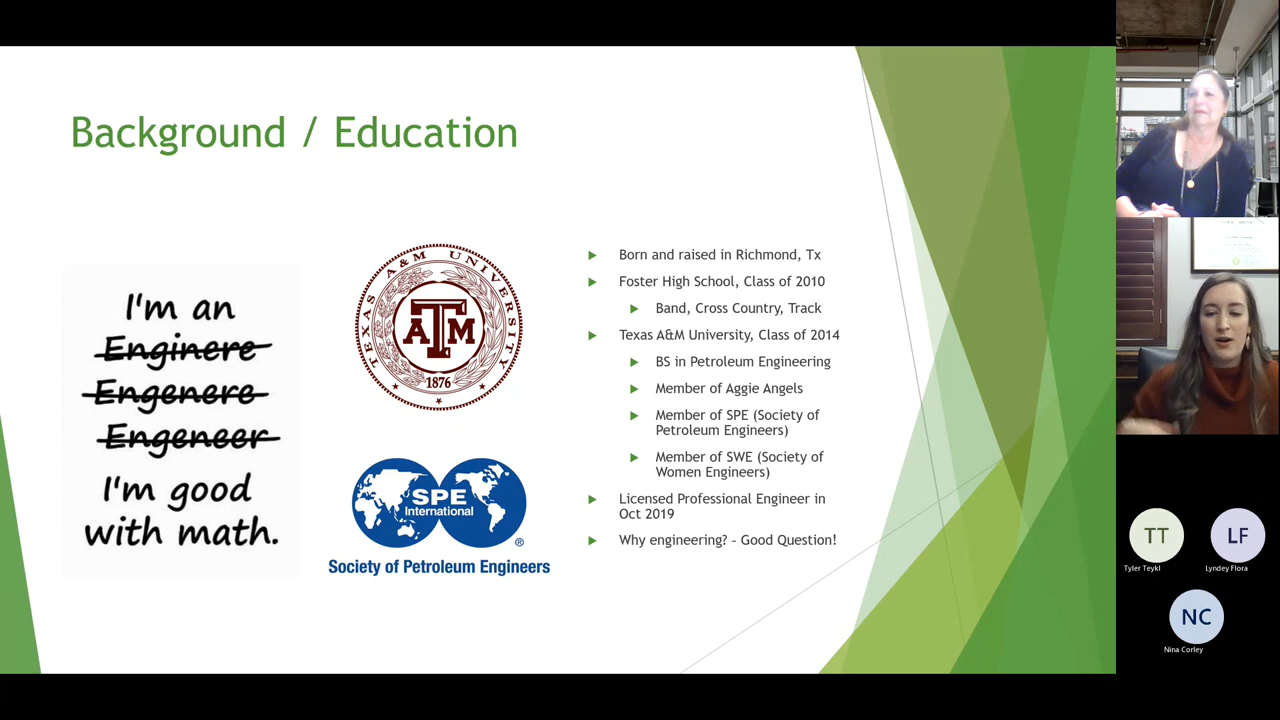 Background / Education
I'm an
Enginere
Engenere
Engeneer
I'm good
with math.
TEXAS A&M UNIVERSITY
ATM
1876
SPE
International
®
Society of Petroleum Engineers
Born and raised in Richmond, Tx
Foster High School, Class of 2010
Band, Cross Country, Track
Texas A&M University, Class of 2014
BS in Petroleum Engineering
Member of Aggie Angels
Member of SPE (Society of
Petroleum Engineers)
Member of SWE (Society of
Women Engineers)
Licensed Professional Engineer in
Oct 2019
Why engineering? - Good Question!
TT
Tyler Teykl
LF
Lyndey Flora
NC
Nina Corley